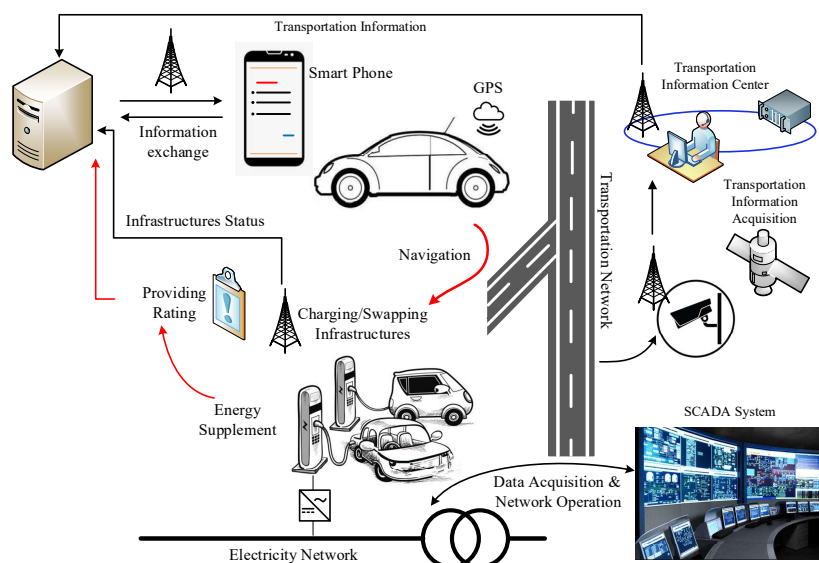 Transportation Information
Smart Phone
GPS
Transportation
Information Center
Information
exchange
Transportation
Information
Acquisition
Transportation Network
Infrastructures Status
Navigation
Providing
Rating
Charging/Swapping
Infrastructures
Energy
Supplement
SCADA System
Data Acquisition &
Network Operation
Electricity Network